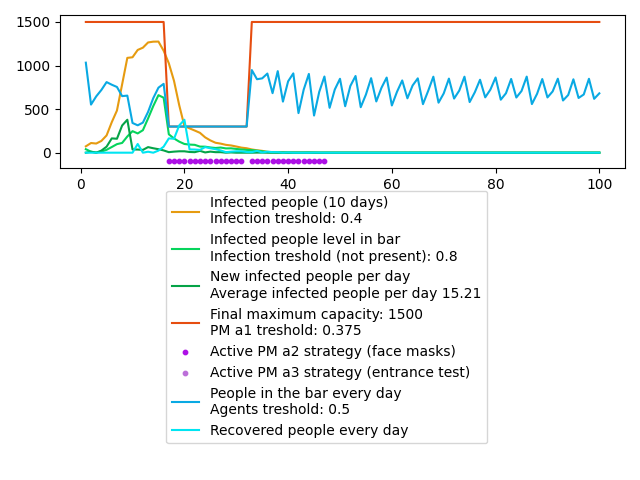 1500
1000
500
0
0 20 40 60 80 100
Infected people (10 days)
Infection treshold: 0.4
Infected people level in bar
Infection treshold (not present): 0.8
New infected people per day
Average infected people per day 15.21
Final maximum capacity: 1500
PM a1 treshold: 0.375
Active PM a2 strategy (face masks)
Active PM a3 strategy (entrance test)
People in the bar every day
Agents treshold: 0.5
Recovered people every day